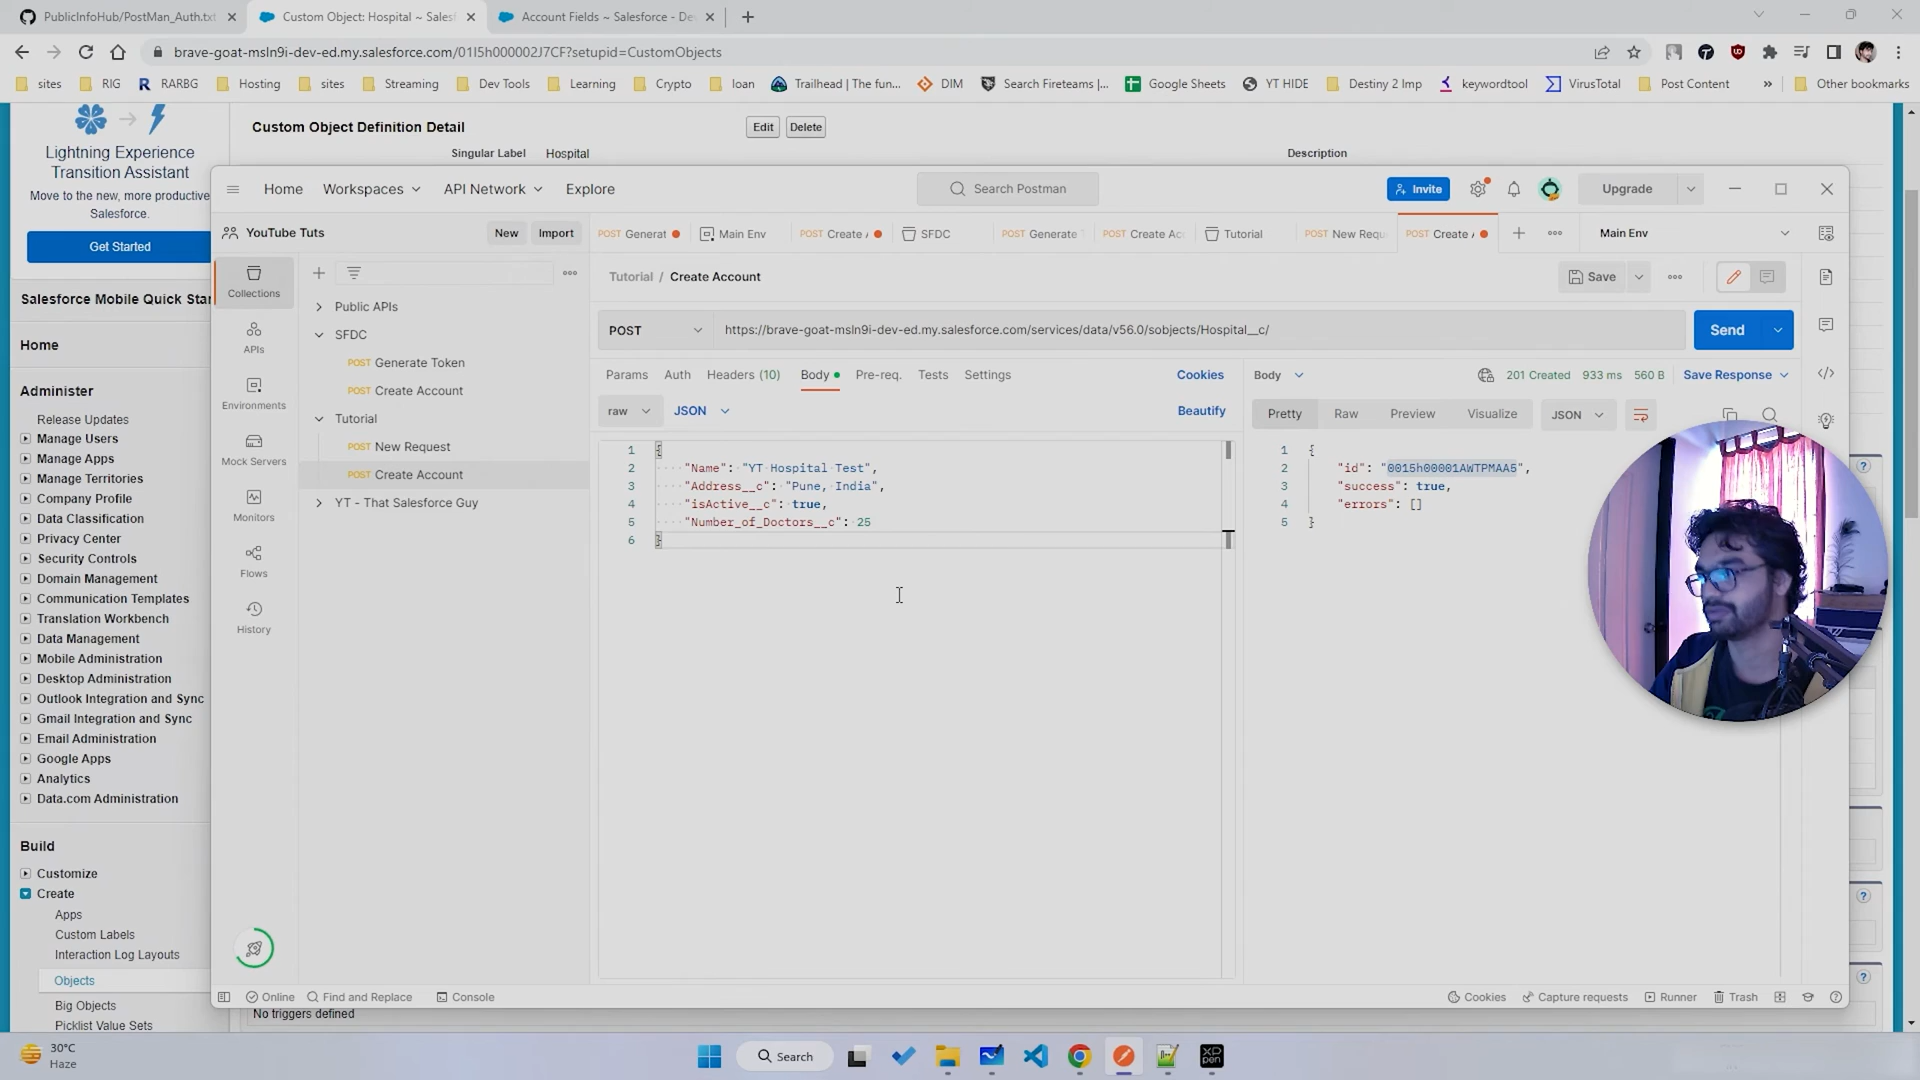 PublicInfoHub/PostMan_Auth.txt
Custom Object: Hospital ~ Sales
Account Fields ~ Salesforce - De
brave-goat-msln9i-dev-ed.my.salesforce.com/01I5h000002J7CF?setupid=CustomObjects
sites
RIG
RARBG
Hosting
sites
Streaming
Dev Tools
Learning
Crypto
loan
Trailhead | The fun...
DIM
Search Fireteams |...
Google Sheets
YT HIDE
Destiny 2 Imp
keywordtool
VirusTotal
Post Content
»
Other bookmarks
Lightning Experience
Transition Assistant
Move to the new, more productive
Salesforce.
Get Started
Salesforce Mobile Quick Star
Home
Administer
Release Updates
Manage Users
Manage Apps
Manage Territories
Company Profile
Data Classification
Privacy Center
Security Controls
Domain Management
Communication Templates
Translation Workbench
Data Management
Mobile Administration
Desktop Administration
Outlook Integration and Sync
Gmail Integration and Sync
Email Administration
Google Apps
Analytics
Data.com Administration
Build
Customize
Create
Apps
Custom Labels
Interaction Log Layouts
Objects
Big Objects
Picklist Value Sets
Custom Object Definition Detail
Edit
Delete
Singular Label
Hospital
Description
Home
Workspaces
API Network
Explore
Search Postman
Invite
Upgrade
YouTube Tuts
New
Import
POST Generat
Main Env
POST Create A
SFDC
POST Generate T
POST Create Acc
Tutorial
POST New Requ
POST Create A
Main Env
Collections
APIs
Environments
Mock Servers
Monitors
Flows
History
Public APIs
SFDC
POST Generate Token
POST Create Account
Tutorial
POST New Request
POST Create Account
YT - That Salesforce Guy
Tutorial / Create Account
Save
POST
https://brave-goat-msln9i-dev-ed.my.salesforce.com/services/data/v56.0/sobjects/Hospital__c/
Send
Params
Auth
Headers (10)
Body
Pre-req.
Tests
Settings
Cookies
raw
JSON
Beautify
1 {
2 "Name": "YT Hospital Test",
3 "Address__c": "Pune, India",
4 "isActive__c": true,
5 "Number_of_Doctors__c": 25
6 }
Body
201 Created
933 ms
560 B
Save Response
Pretty
Raw
Preview
Visualize
JSON
1 {
2 "id": "0015h00001AWTPMAA5",
3 "success": true,
4 "errors": []
5 }
Online
Find and Replace
Console
Cookies
Capture requests
Runner
Trash
No triggers defined
30°C
Haze
Search
XP
pen